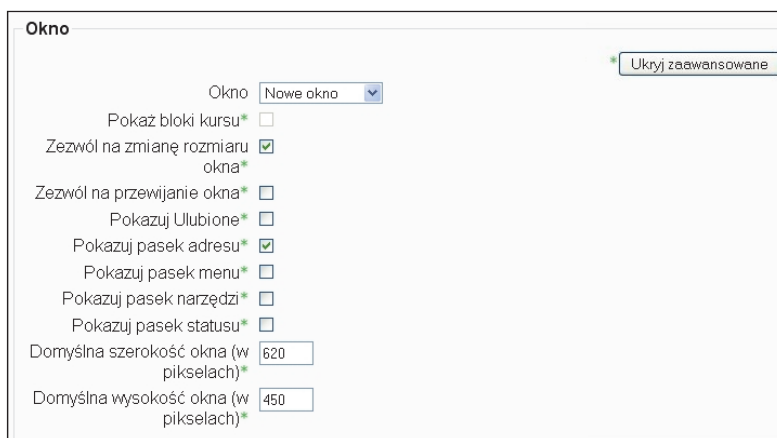 Okno
* Ukryj zaawansowane
Okno Nowe okno
Pokaż bloki kursu*
Zezwól na zmianę rozmiaru
okna*
Zezwól na przewijanie okna*
Pokazuj Ulubione*
Pokazuj pasek adresu*
Pokazuj pasek menu*
Pokazuj pasek narzędzi*
Pokazuj pasek statusu*
Domyślna szerokość okna (w
pikselach)* 620
Domyślna wysokość okna (w
pikselach)* 450